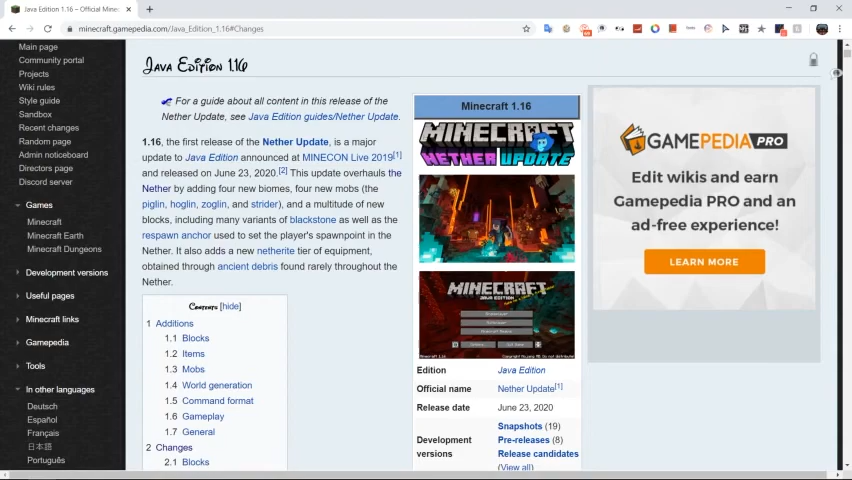 Java Edition 1.16 – Official Mine
minecraft.gamepedia.com/Java_Edition_1.16#Changes
Main page
Community portal
Projects
Wiki rules
Style guide
Sandbox
Recent changes
Random page
Admin noticeboard
Directors page
Discord server
Games
Minecraft
Minecraft Earth
Minecraft Dungeons
Development versions
Useful pages
Minecraft links
Gamepedia
Tools
In other languages
Deutsch
Español
Français
日本語
Português
Java Edition 1.16
For a guide about all content in this release of the
Nether Update, see Java Edition guides/Nether Update.
1.16, the first release of the Nether Update, is a major
update to Java Edition announced at MINECON Live 2019[1]
and released on June 23, 2020.[2] This update overhauls the
Nether by adding four new biomes, four new mobs (the
piglin, hoglin, zoglin, and strider), and a multitude of new
blocks, including many variants of blackstone as well as the
respawn anchor used to set the player's spawnpoint in the
Nether. It also adds a new netherite tier of equipment,
obtained through ancient debris found rarely throughout the
Nether.
Contents [hide]
1 Additions
1.1 Blocks
1.2 Items
1.3 Mobs
1.4 World generation
1.5 Command format
1.6 Gameplay
1.7 General
2 Changes
2.1 Blocks
Minecraft 1.16
MINECRAFT
NETHER UPDATE
MINECRAFT
JAVA EDITION
Edition Java Edition
Official name Nether Update[1]
Release date June 23, 2020
Development versions
Snapshots (19)
Pre-releases (8)
Release candidates
(View all)
GAMEPEDIA PRO
Edit wikis and earn
Gamepedia PRO and an
ad-free experience!
LEARN MORE